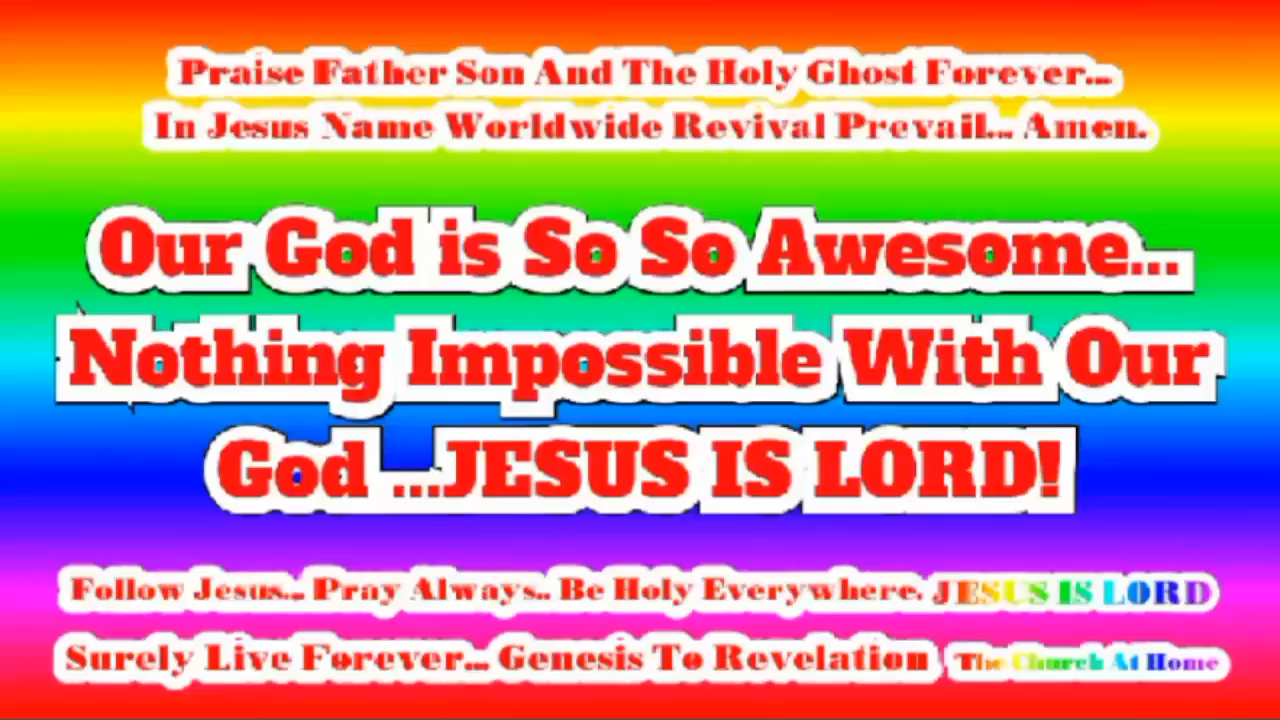 Praise Father Son And The Holy Ghost Forever...
In Jesus Name Worldwide Revival Prevail... Amen.
Our God is So So Awesome...
Nothing Impossible With Our
God ...JESUS IS LORD!
Follow Jesus... Pray Always.. Be Holy Everywhere. JESUS IS LORD
Surely Live Forever... Genesis To Revelation The Church At Home